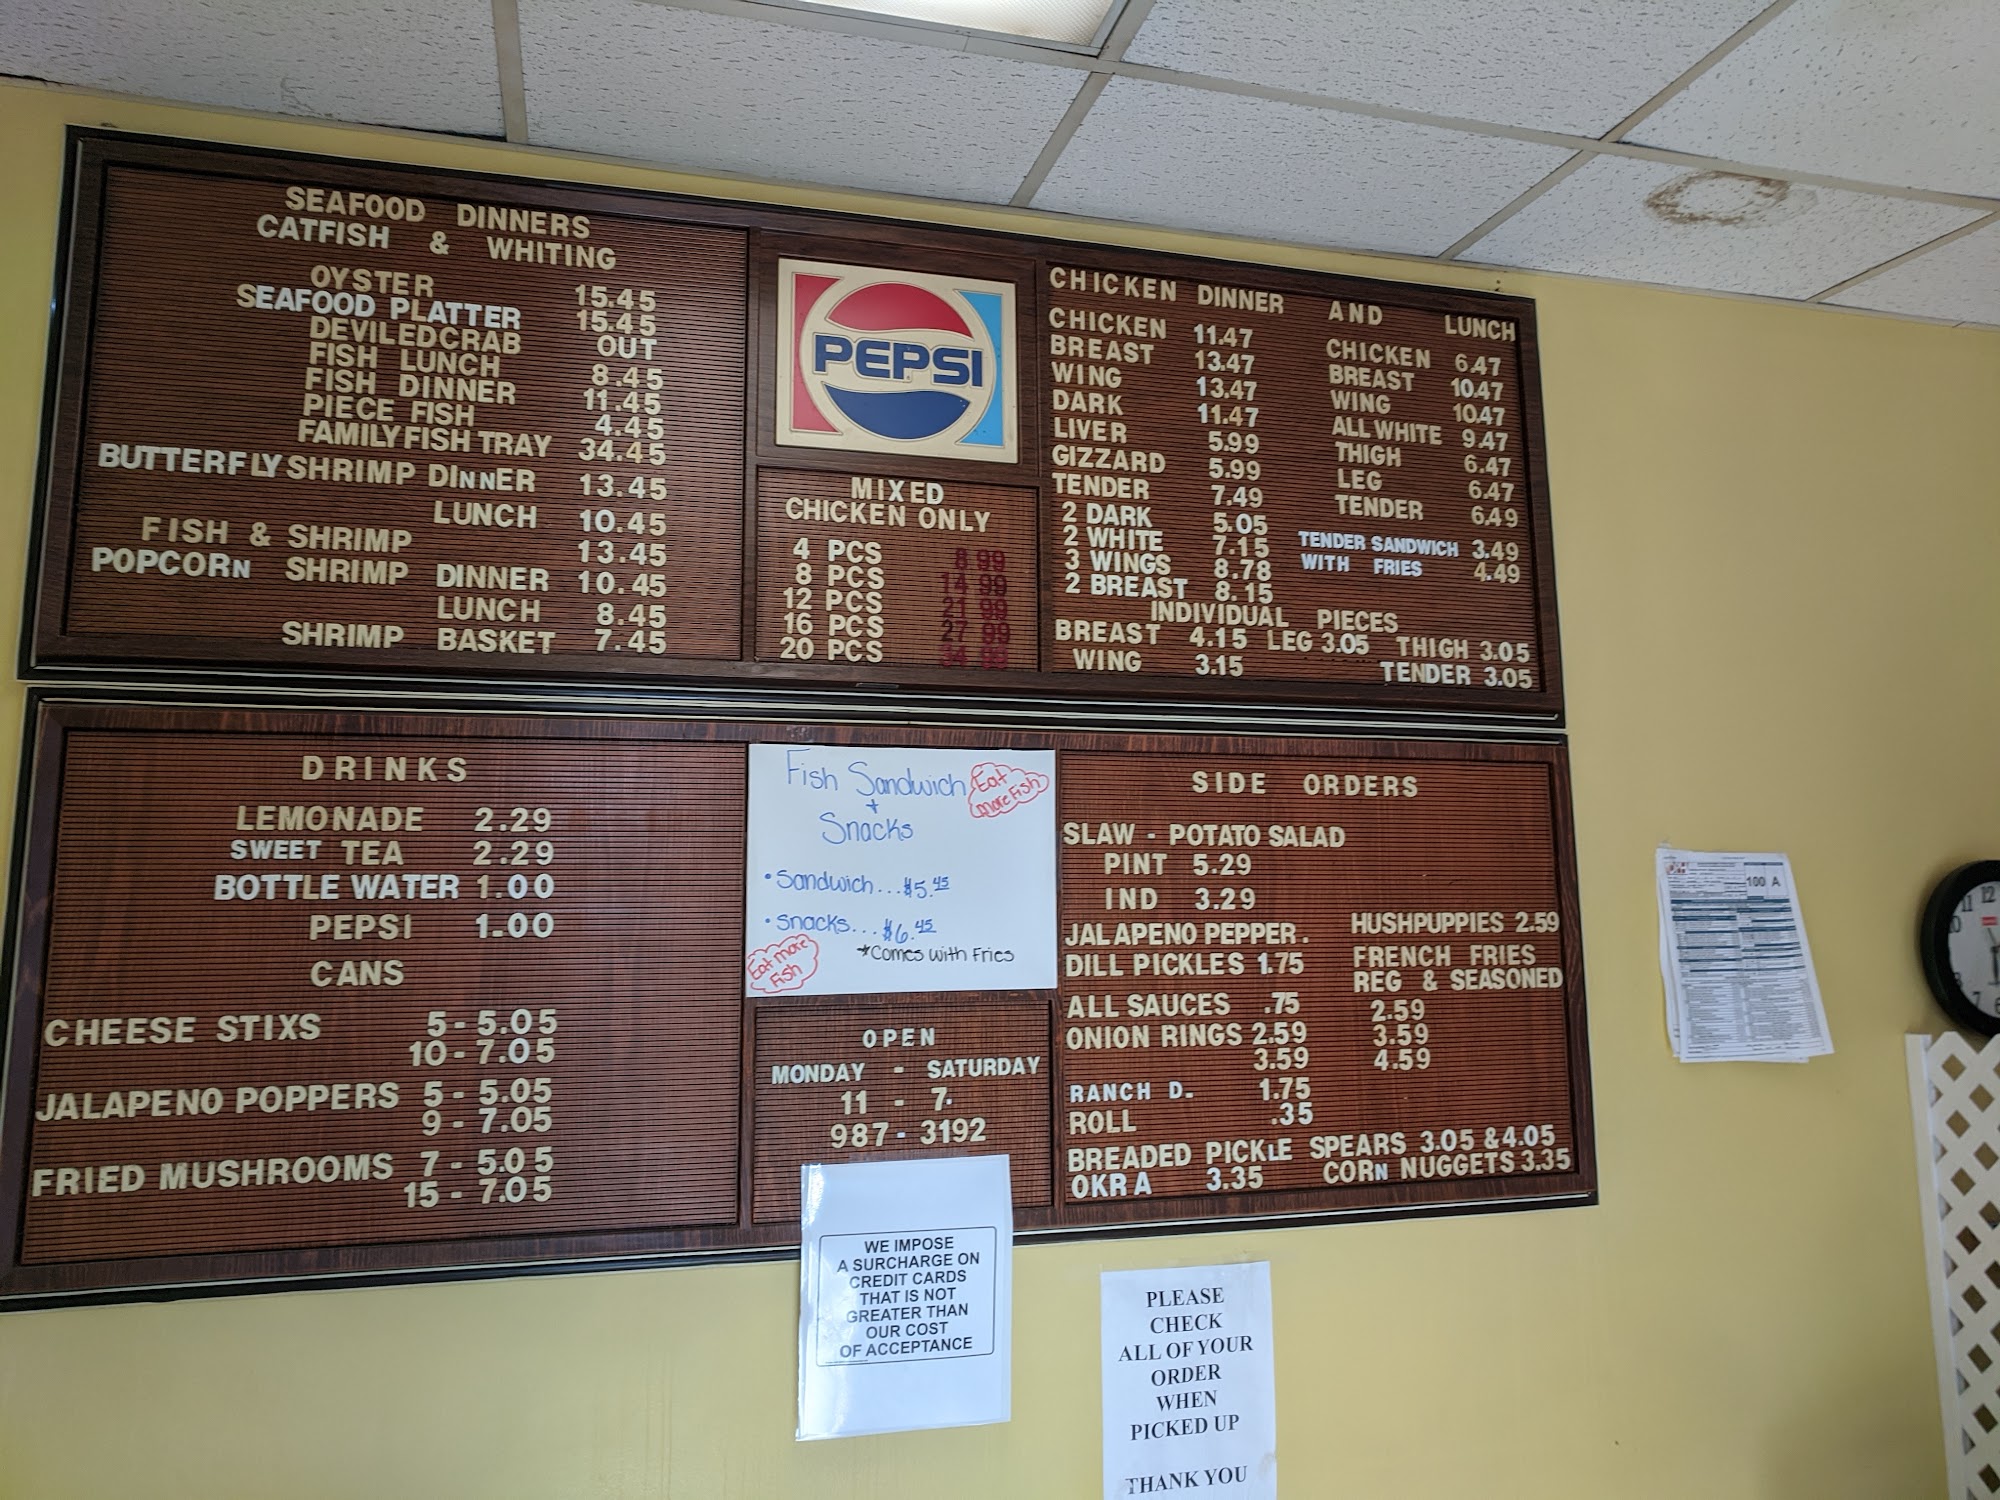 SEAFOOD DINNERS
CATFISH & WHITING
OYSTER 15.45
SEAFOOD PLATTER 15.45
DEVILEDCRAB OUT
FISH LUNCH 8.45
FISH DINNER 11.45
PIECE FISH 4.45
FAMILY FISH TRAY 34.45
BUTTERFLY SHRIMP DINNER 13.45
LUNCH 10.45
FISH & SHRIMP 13.45
POPCORn SHRIMP DINNER 10.45
LUNCH 8.45
SHRIMP BASKET 7.45
PEPSI
MIXED
CHICKEN ONLY
4 PCS 8 99
8 PCS 14 99
12 PCS 21 99
16 PCS 27 99
20 PCS 34 99
CHICKEN DINNER AND LUNCH
CHICKEN 11.47
BREAST 13.47
WING 13.47
DARK 11.47
LIVER 5.99
GIZZARD 5.99
TENDER 7.49
2 DARK 5.05
2 WHITE 7.15
3 WINGS 8.78
2 BREAST 8.15
CHICKEN 6.47
BREAST 10.47
WING 10.47
ALL WHITE 9.47
THIGH 6.47
LEG 6.47
TENDER 6.49
TENDER SANDWICH 3.49
WITH FRIES 4.49
INDIVIDUAL PIECES
BREAST 4.15 LEG 3.05 THIGH 3.05
WING 3.15 TENDER 3.05
DRINKS
LEMONADE 2.29
SWEET TEA 2.29
BOTTLE WATER 1.00
PEPSI 1.00
CANS
CHEESE STIXS 5 - 5.05
10 - 7.05
JALAPENO POPPERS 5 - 5.05
9 - 7.05
FRIED MUSHROOMS 7 - 5.05
15 - 7.05
Fish Sandwich
+
Snacks
Eat
more Fish
• Sandwich...$5.45
• Snacks...$6.45
*Comes with Fries
Eat more
Fish
OPEN
MONDAY - SATURDAY
11 - 7.
987-3192
SIDE ORDERS
SLAW - POTATO SALAD
PINT 5.29
IND 3.29
JALAPENO PEPPER.
DILL PICKLES 1.75
ALL SAUCES .75
ONION RINGS 2.59
3.59
RANCH D. 1.75
ROLL .35
HUSHPUPPIES 2.59
FRENCH FRIES
REG & SEASONED
2.59
3.59
4.59
BREADED PICKLE SPEARS 3.05 & 4.05
OKRA 3.35 CORn NUGGETS 3.35
WE IMPOSE
A SURCHARGE ON
CREDIT CARDS
THAT IS NOT
GREATER THAN
OUR COST
OF ACCEPTANCE
PLEASE
CHECK
ALL OF YOUR
ORDER
WHEN
PICKED UP
THANK YOU
100 A
12
11
10
7
6